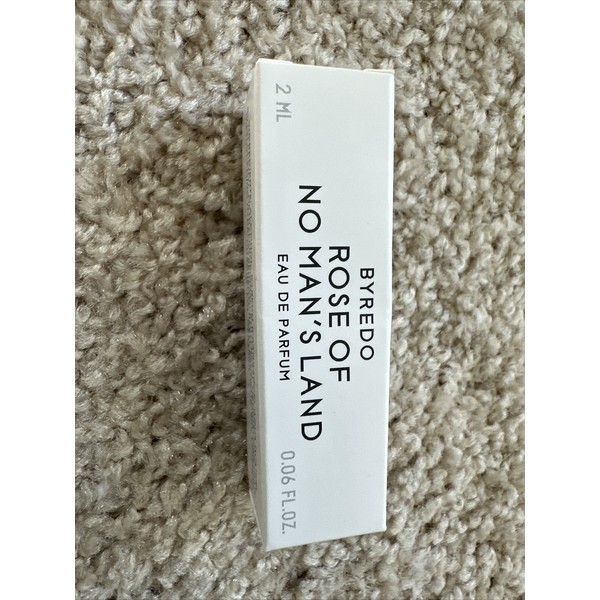 BYREDO
ROSE OF
NO MAN'S LAND
EAU DE PARFUM
2 ML
0.06 FL.OZ.